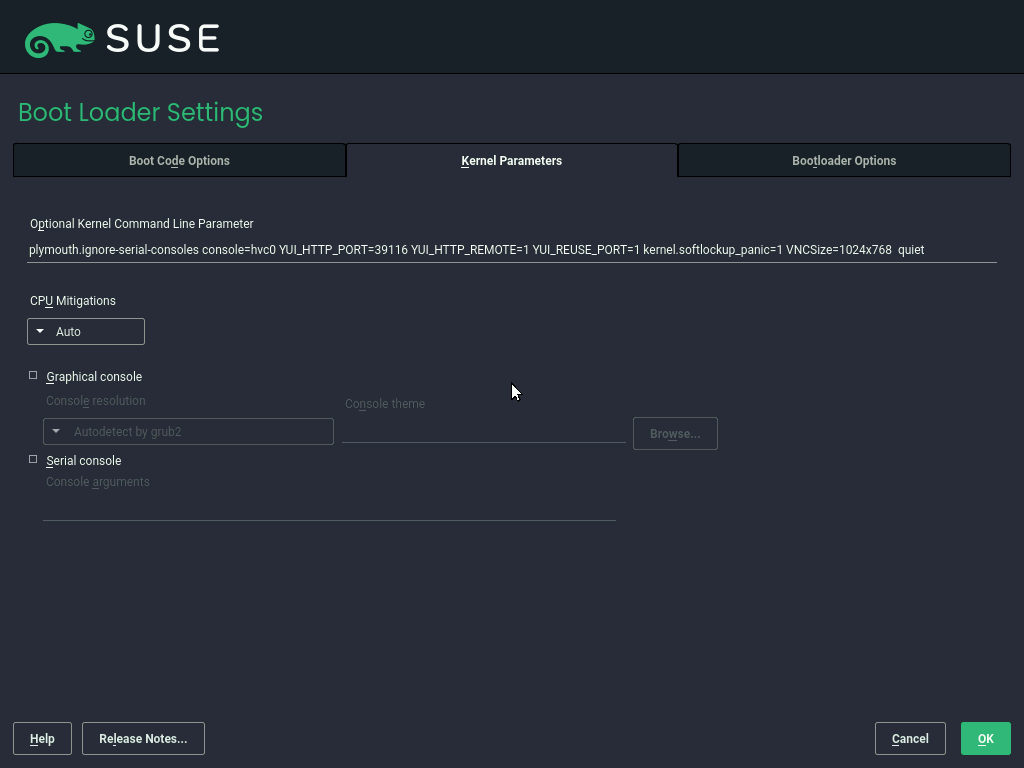 SUSE
Boot Loader Settings
Boot Code Options Kernel Parameters Bootloader Options
Optional Kernel Command Line Parameter
plymouth.ignore-serial-consoles console=hvc0 YUI_HTTP_PORT=39116 YUI_HTTP_REMOTE=1 YUI_REUSE_PORT=1 kernel.softlockup_panic=1 VNCSize=1024x768  quiet
CPU Mitigations
Auto
Graphical console
Console resolution Console theme
Autodetect by grub2 Browse...
Serial console
Console arguments
Help Release Notes... Cancel OK